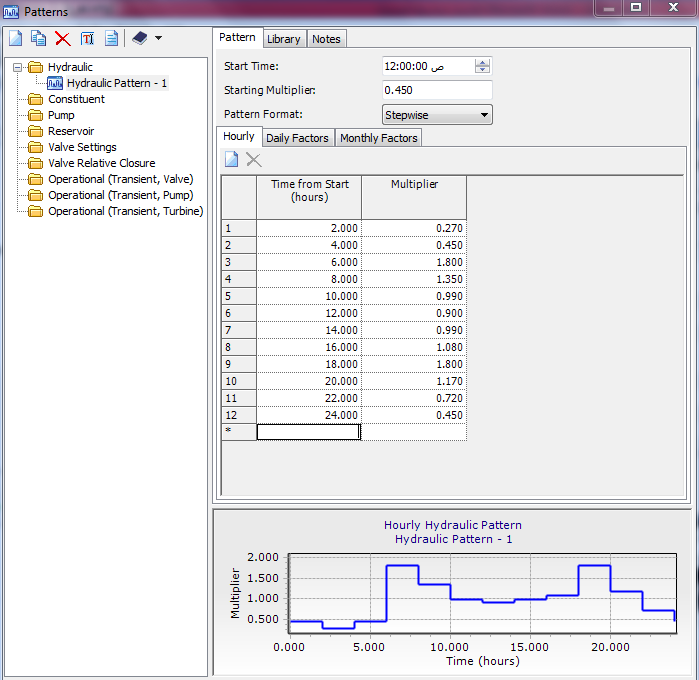 Patterns
Hydraulic
Hydraulic Pattern - 1
Constituent
Pump
Reservoir
Valve Settings
Valve Relative Closure
Operational (Transient, Valve)
Operational (Transient, Pump)
Operational (Transient, Turbine)
Pattern Library Notes
Start Time: 12:00:00 ص
Starting Multiplier: 0.450
Pattern Format: Stepwise
Hourly Daily Factors Monthly Factors
Time from Start Multiplier
(hours)
1 2.000 0.270
2 4.000 0.450
3 6.000 1.800
4 8.000 1.350
5 10.000 0.990
6 12.000 0.900
7 14.000 0.990
8 16.000 1.080
9 18.000 1.800
10 20.000 1.170
11 22.000 0.720
12 24.000 0.450
*
Hourly Hydraulic Pattern
Hydraulic Pattern - 1
Multiplier
2.000
1.500
1.000
0.500
0.000 5.000 10.000 15.000 20.000
Time (hours)